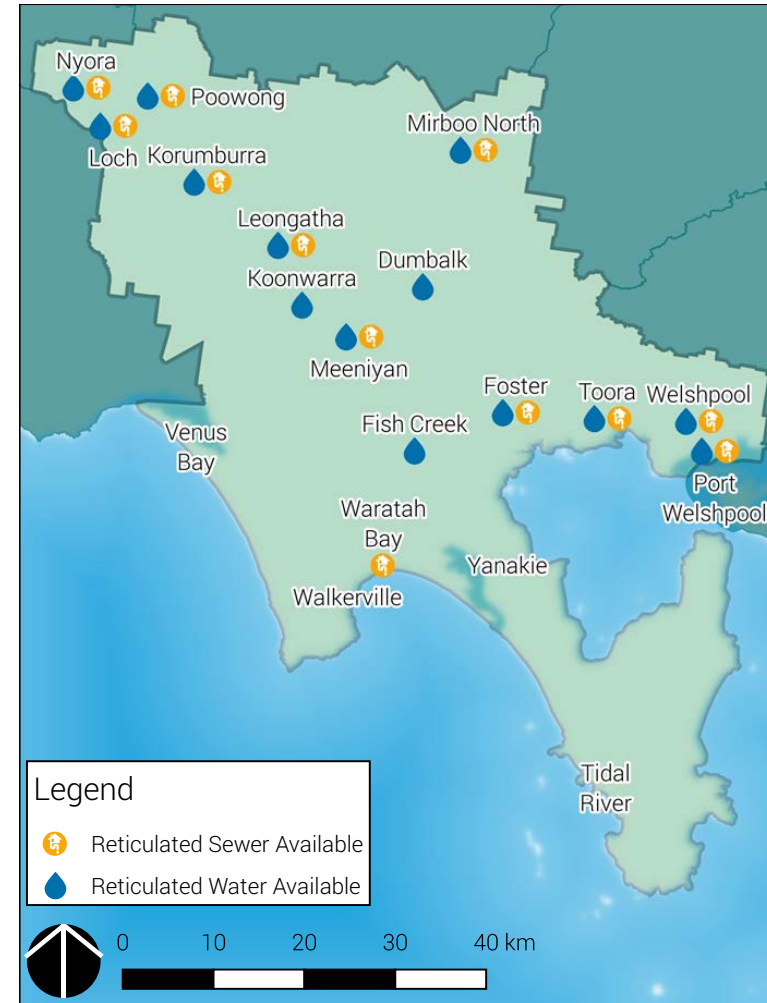 Nyora
Poowong
Mirboo North
Loch
Korumburra
Leongatha
Dumbalk
Koonwarra
Meeniyan
Foster
Toora
Welshpool
Venus
Bay
Fish Creek
Port
Welshpool
Waratah
Bay
Yanakie
Walkerville
Tidal
River
Legend
Reticulated Sewer Available
Reticulated Water Available
0 10 20 30 40 km